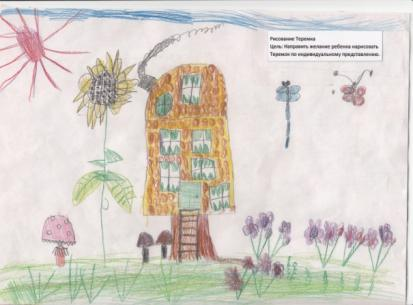 Рисование Теремка
Цель: Направить желание ребенка нарисовать
Теремок по индивидуальному представлению.